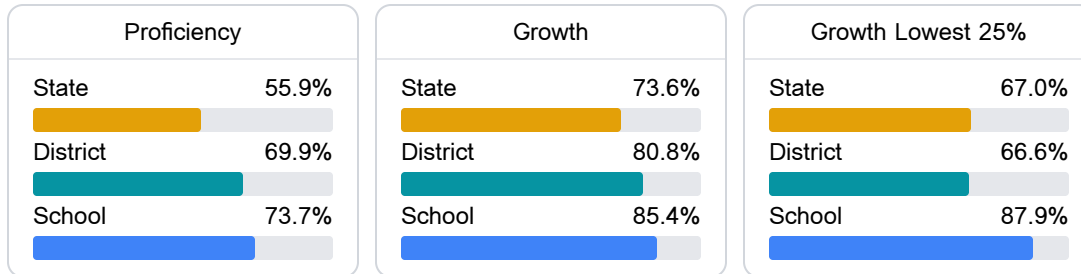 Proficiency
State 55.9%
District 69.9%
School 73.7%
Growth
State 73.6%
District 80.8%
School 85.4%
Growth Lowest 25%
State 67.0%
District 66.6%
School 87.9%